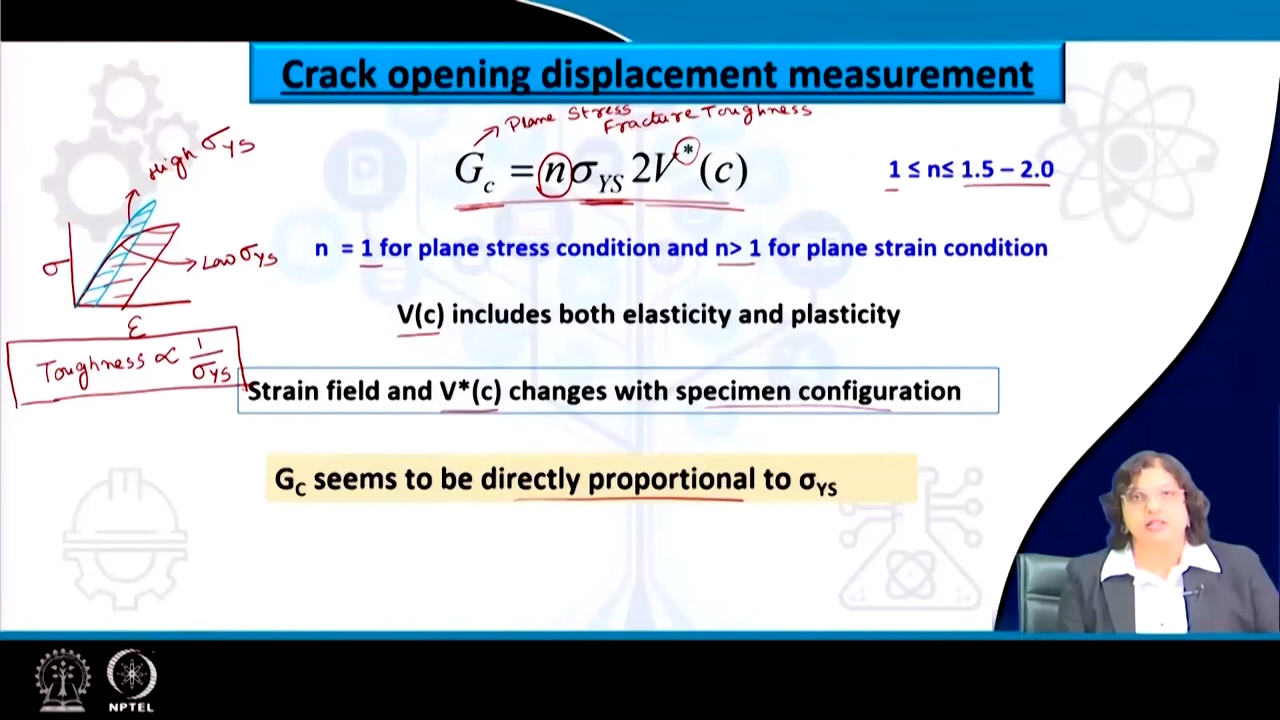 Crack opening displacement measurement
Plane Stress
Fracture Toughness
G_c = nσ_YS 2V*(c)
1 ≤ n≤ 1.5 – 2.0
High σ_YS
σ
Low σ_YS
ε
Toughness ∝ 1/σ_YS
n = 1 for plane stress condition and n> 1 for plane strain condition
V(c) includes both elasticity and plasticity
Strain field and V*(c) changes with specimen configuration
G_C seems to be directly proportional to σ_YS
NPTEL